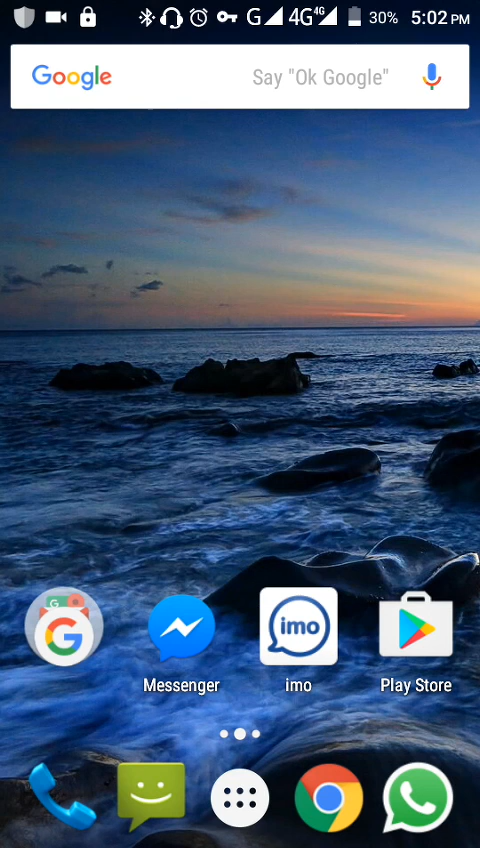 G 4G 4G 30% 5:02 PM
Google Say "Ok Google"
G
imo
Messenger imo Play Store